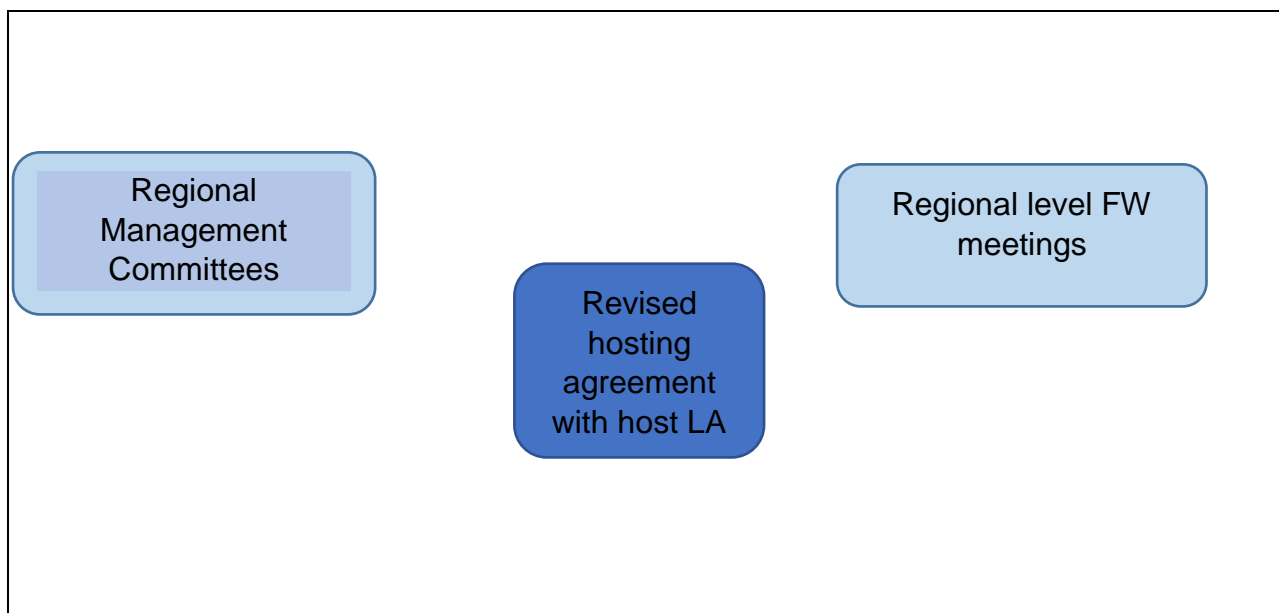 Regional
Management
Committees
Regional level FW
meetings
Revised
hosting
agreement
with host LA